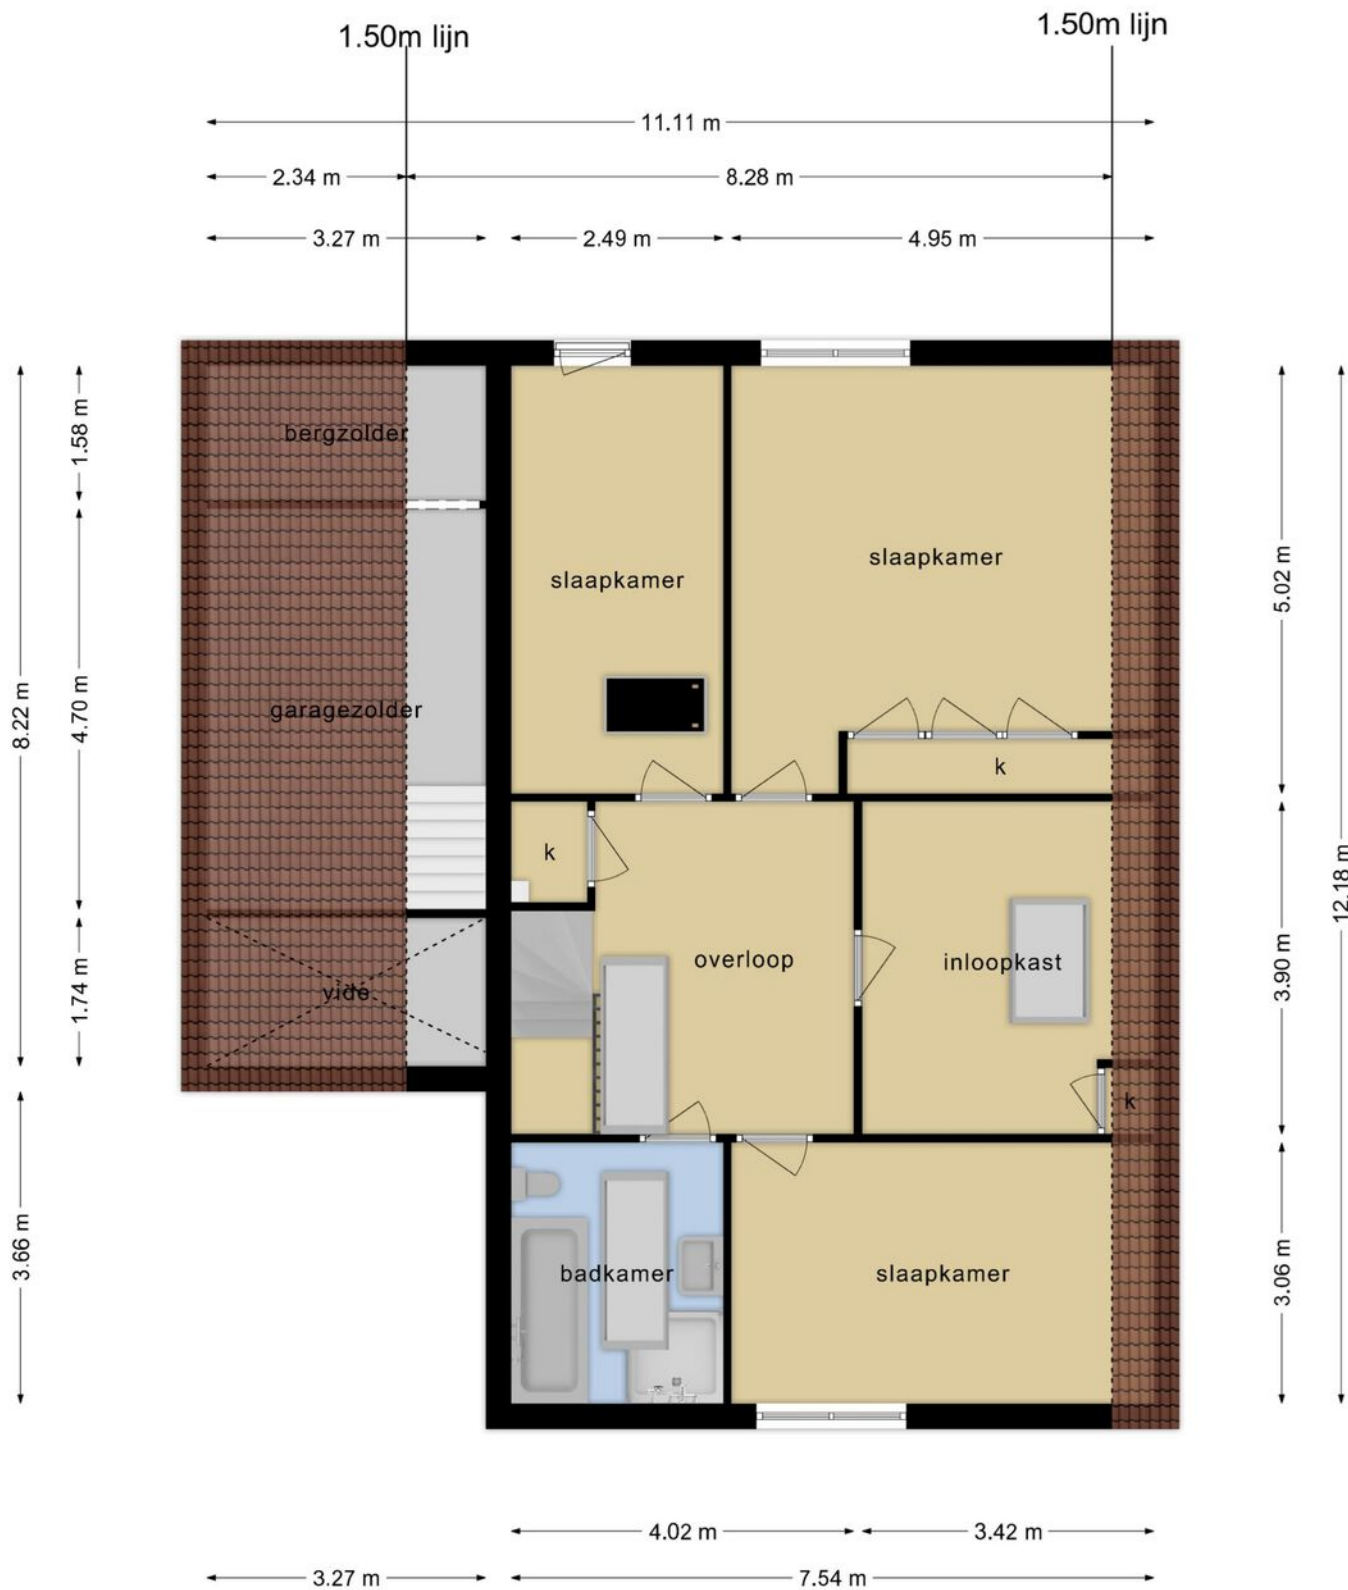 1.50m lijn
1.50m lijn
11.11 m
2.34 m
8.28 m
3.27 m
2.49 m
4.95 m
bergzolder
1.58 m
slaapkamer
slaapkamer
5.02 m
garagezolder
4.70 m
8.22 m
k
k
12.18 m
overloop
inloopkast
3.90 m
vide
1.74 m
k
3.66 m
badkamer
slaapkamer
3.06 m
4.02 m
3.42 m
3.27 m
7.54 m